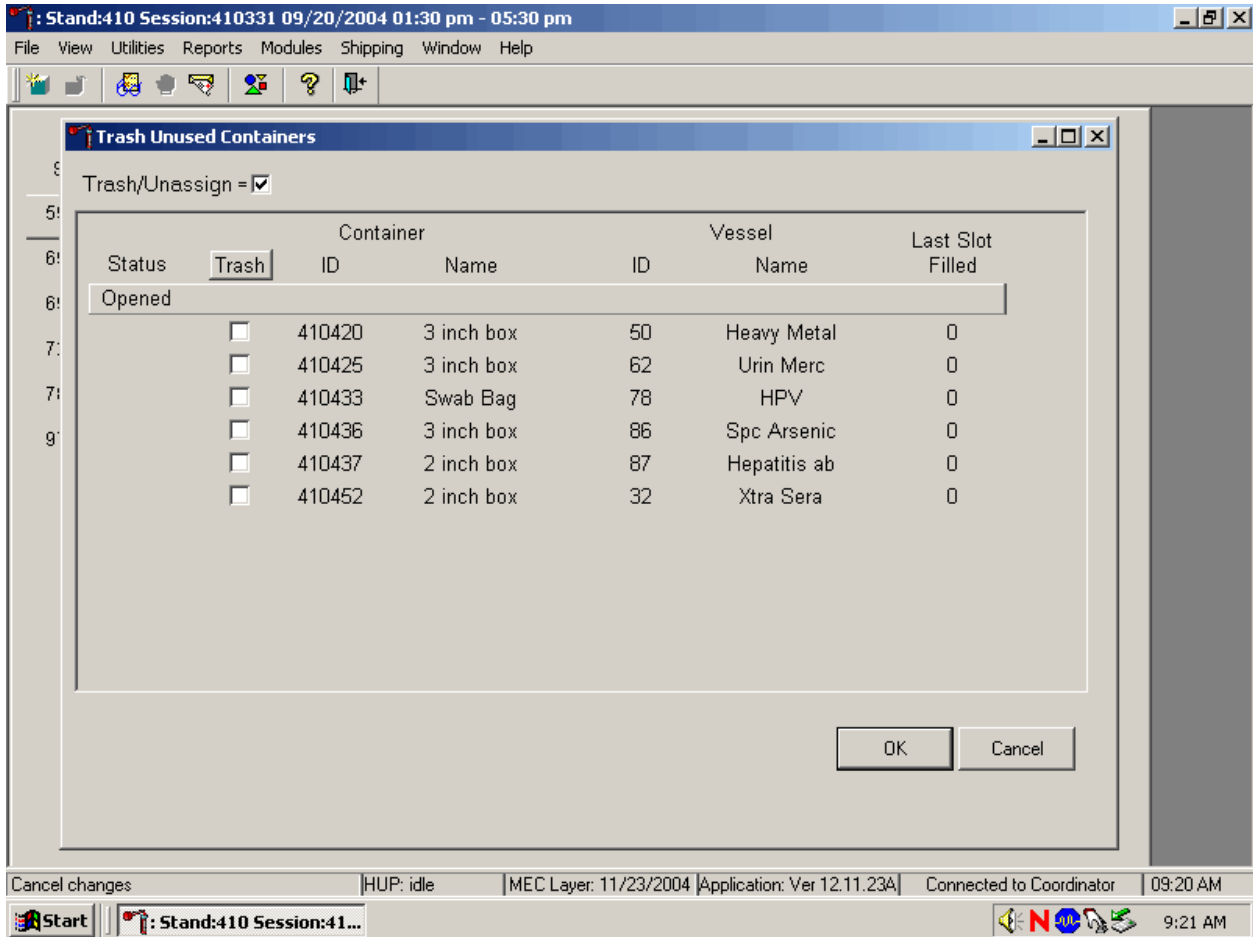 : Stand:410 Session:410331 09/20/2004 01:30 pm - 05:30 pm
File View Utilities Reports Modules Shipping Window Help
Trash Unused Containers
Trash/Unassign =
Container Vessel Last Slot
Status Trash ID Name ID Name Filled
Opened
410420 3 inch box 50 Heavy Metal 0
410425 3 inch box 62 Urin Merc 0
410433 Swab Bag 78 HPV 0
410436 3 inch box 86 Spc Arsenic 0
410437 2 inch box 87 Hepatitis ab 0
410452 2 inch box 32 Xtra Sera 0
OK Cancel
Cancel changes HUP: idle MEC Layer: 11/23/2004 Application: Ver 12.11.23A Connected to Coordinator 09:20 AM
Start : Stand:410 Session:41... N 9:21 AM